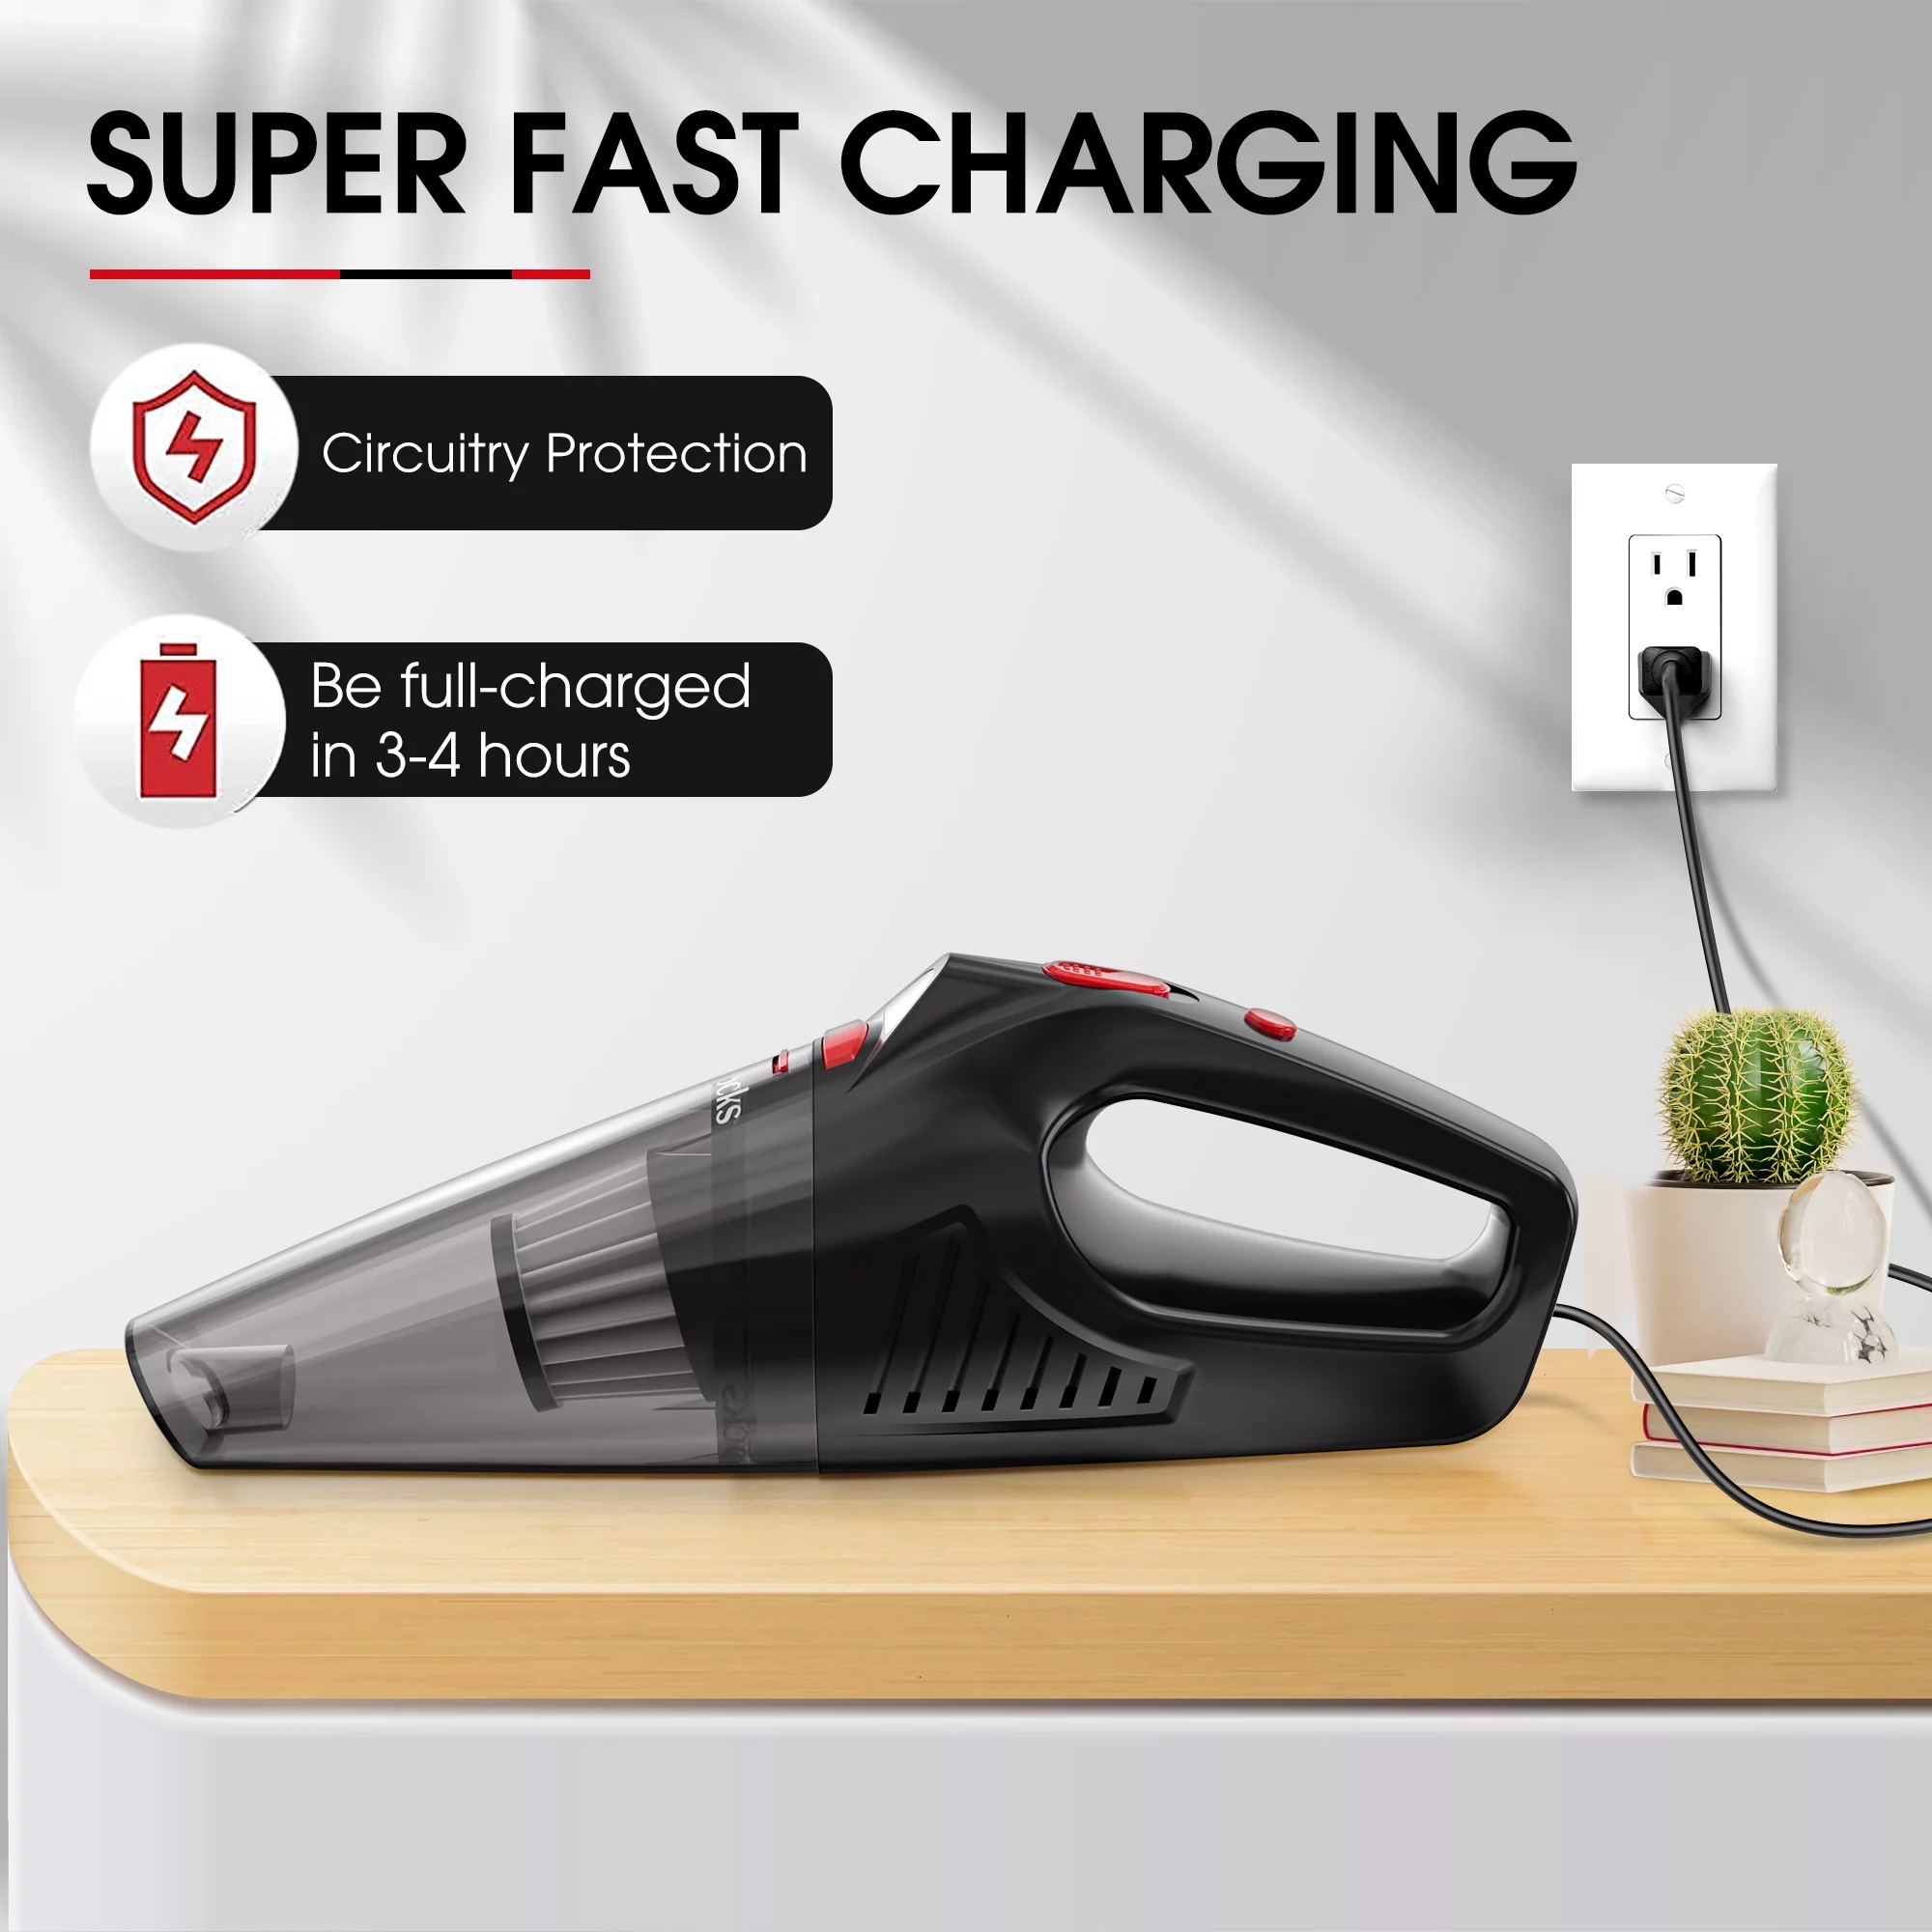 SUPER FAST CHARGING
Circuitry Protection
Be full-charged
in 3-4 hours